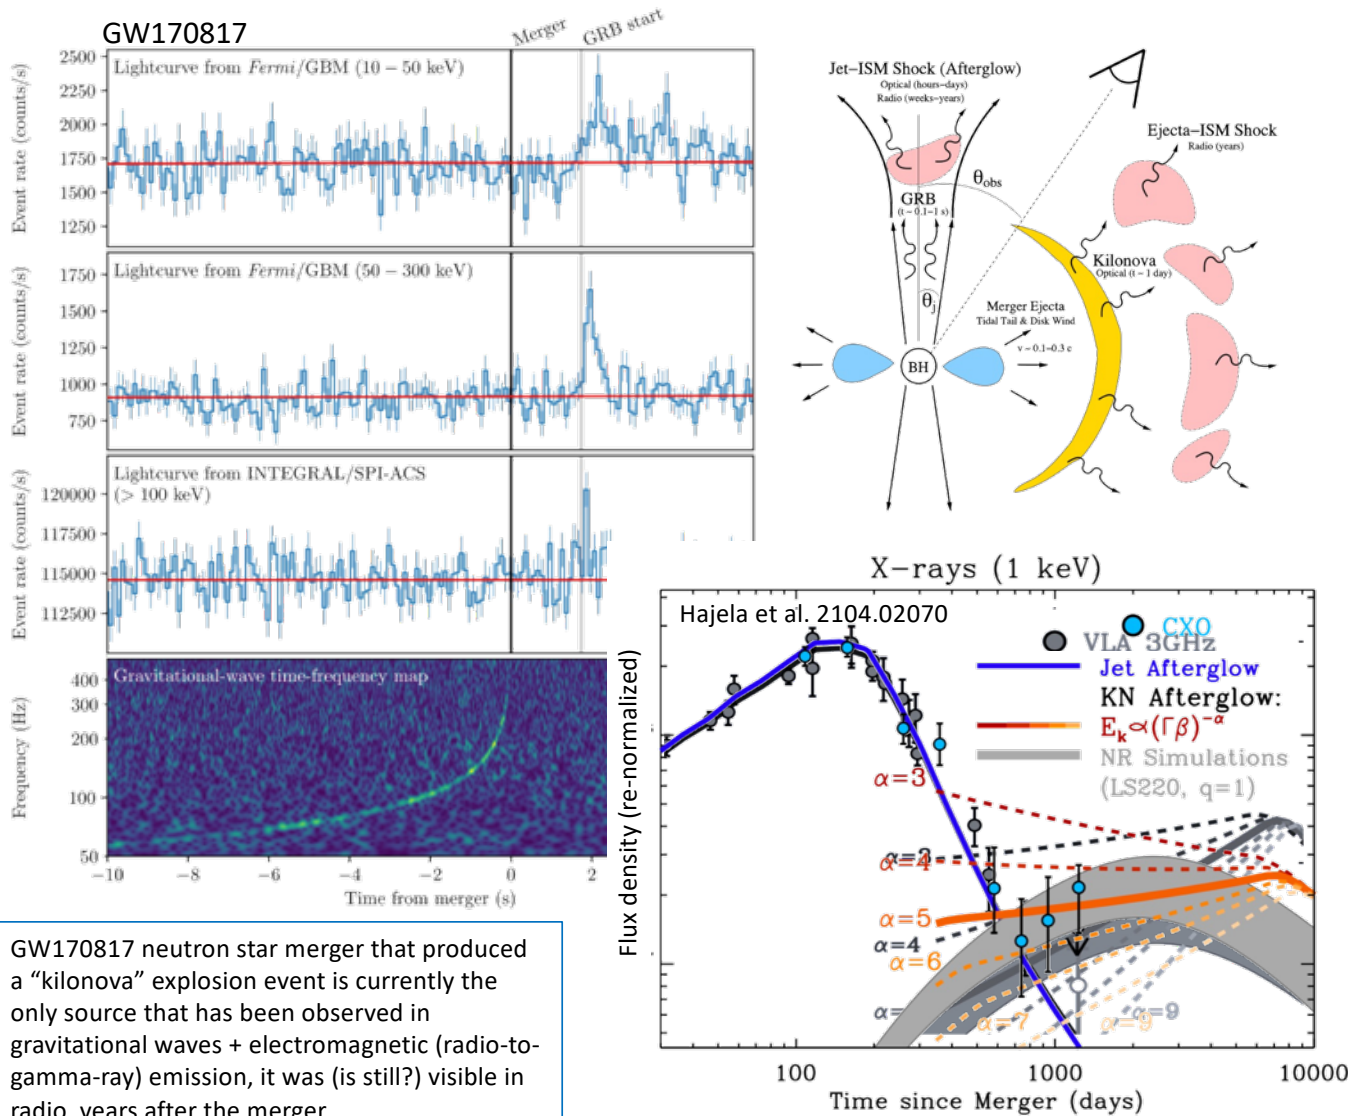 GW170817
Merger
GRB start
Lightcurve from Fermi/GBM (10 − 50 keV)
Event rate (counts/s)
2500
2250
2000
1750
1500
1250
Lightcurve from Fermi/GBM (50 − 300 keV)
Event rate (counts/s)
1750
1500
1250
1000
750
Lightcurve from INTEGRAL/SPI-ACS
(> 100 keV)
Event rate (counts/s)
120000
117500
115000
112500
Gravitational-wave time-frequency map
Frequency (Hz)
400
300
200
100
50
−10
−8
−6
−4
−2
0
2
Time from merger (s)
Jet−ISM Shock (Afterglow)
Optical (hours−days)
Radio (weeks−years)
Ejecta−ISM Shock
Radio (years)
θobs
GRB
(t ~ 0.1−1 s)
Kilonova
Optical (t ~ 1 day)
θj
Merger Ejecta
Tidal Tail & Disk Wind
v ~ 0.1−0.3 c
BH
X−rays (1 keV)
Hajela et al. 2104.02070
CXO
VLA 3GHz
Jet Afterglow
KN Afterglow:
Ek∝(Γβ)−α
NR Simulations
(LS220, q=1)
Flux density (re-normalized)
α=3
α=3
α=4
α=5
α=4
α=6
α=
α=7
α=9
α=9
100
1000
10000
Time since Merger (days)
GW170817 neutron star merger that produced
a “kilonova” explosion event is currently the
only source that has been observed in
gravitational waves + electromagnetic (radio-to-
gamma-ray) emission, it was (is still?) visible in
radio years after the merger